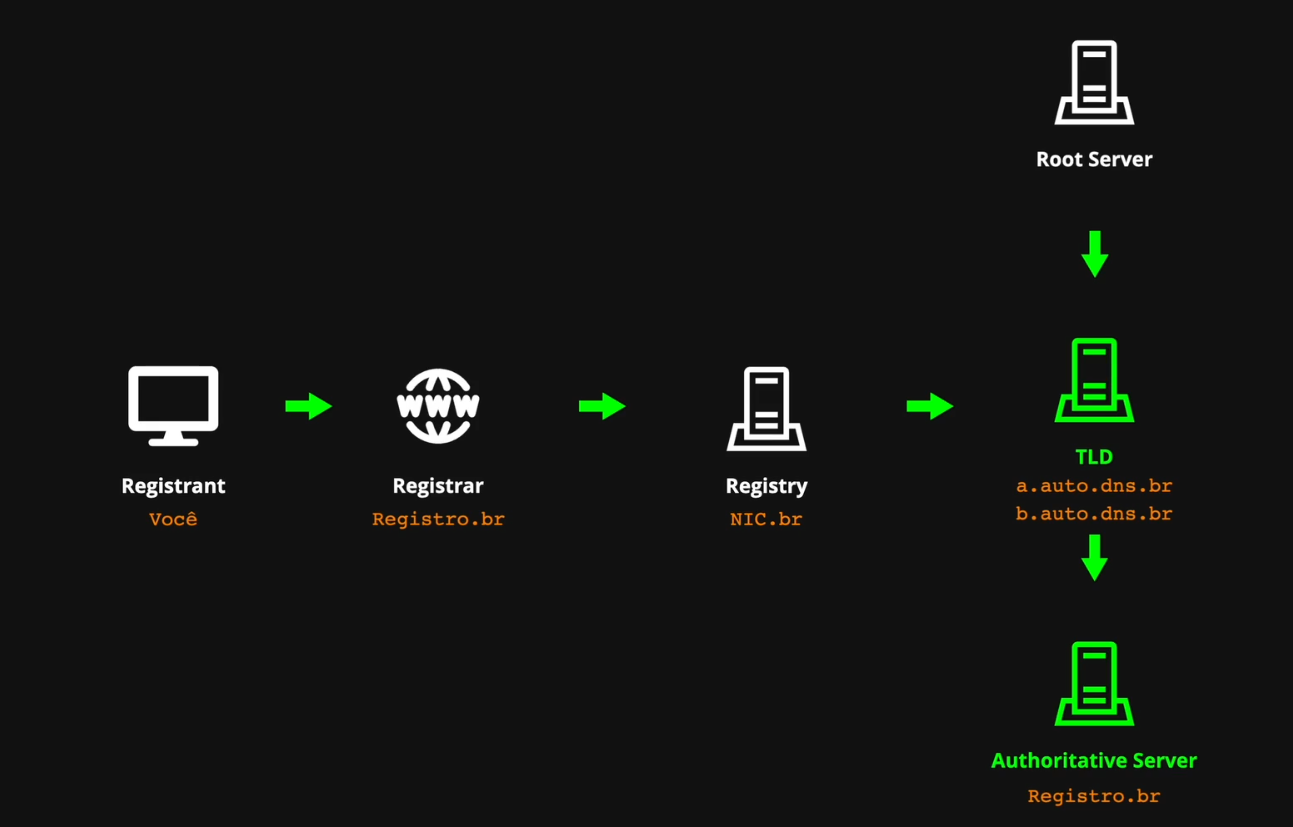 Root Server
www
Registrant
Você
Registrar
Registro.br
Registry
NIC.br
TLD
a.auto.dns.br
b.auto.dns.br
Authoritative Server
Registro.br